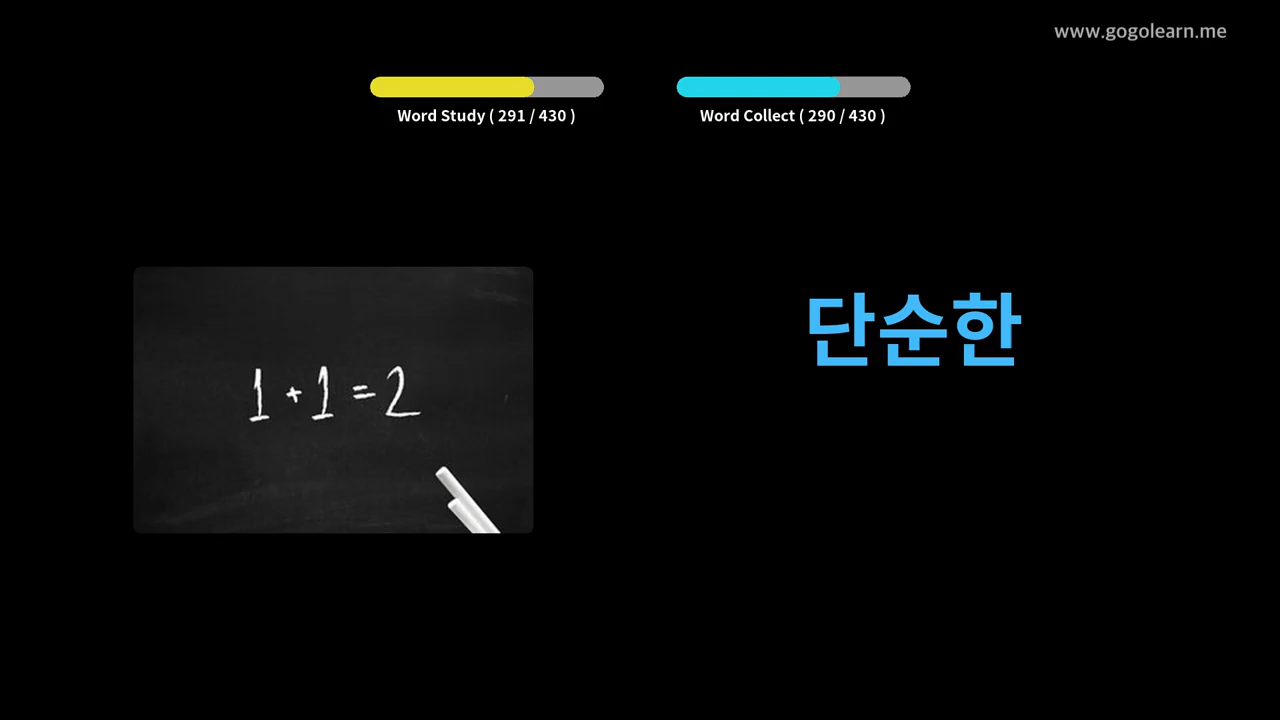 www.gogolearn.me
Word Study ( 291 / 430 )
Word Collect ( 290 / 430 )
단순한
1 + 1 = 2